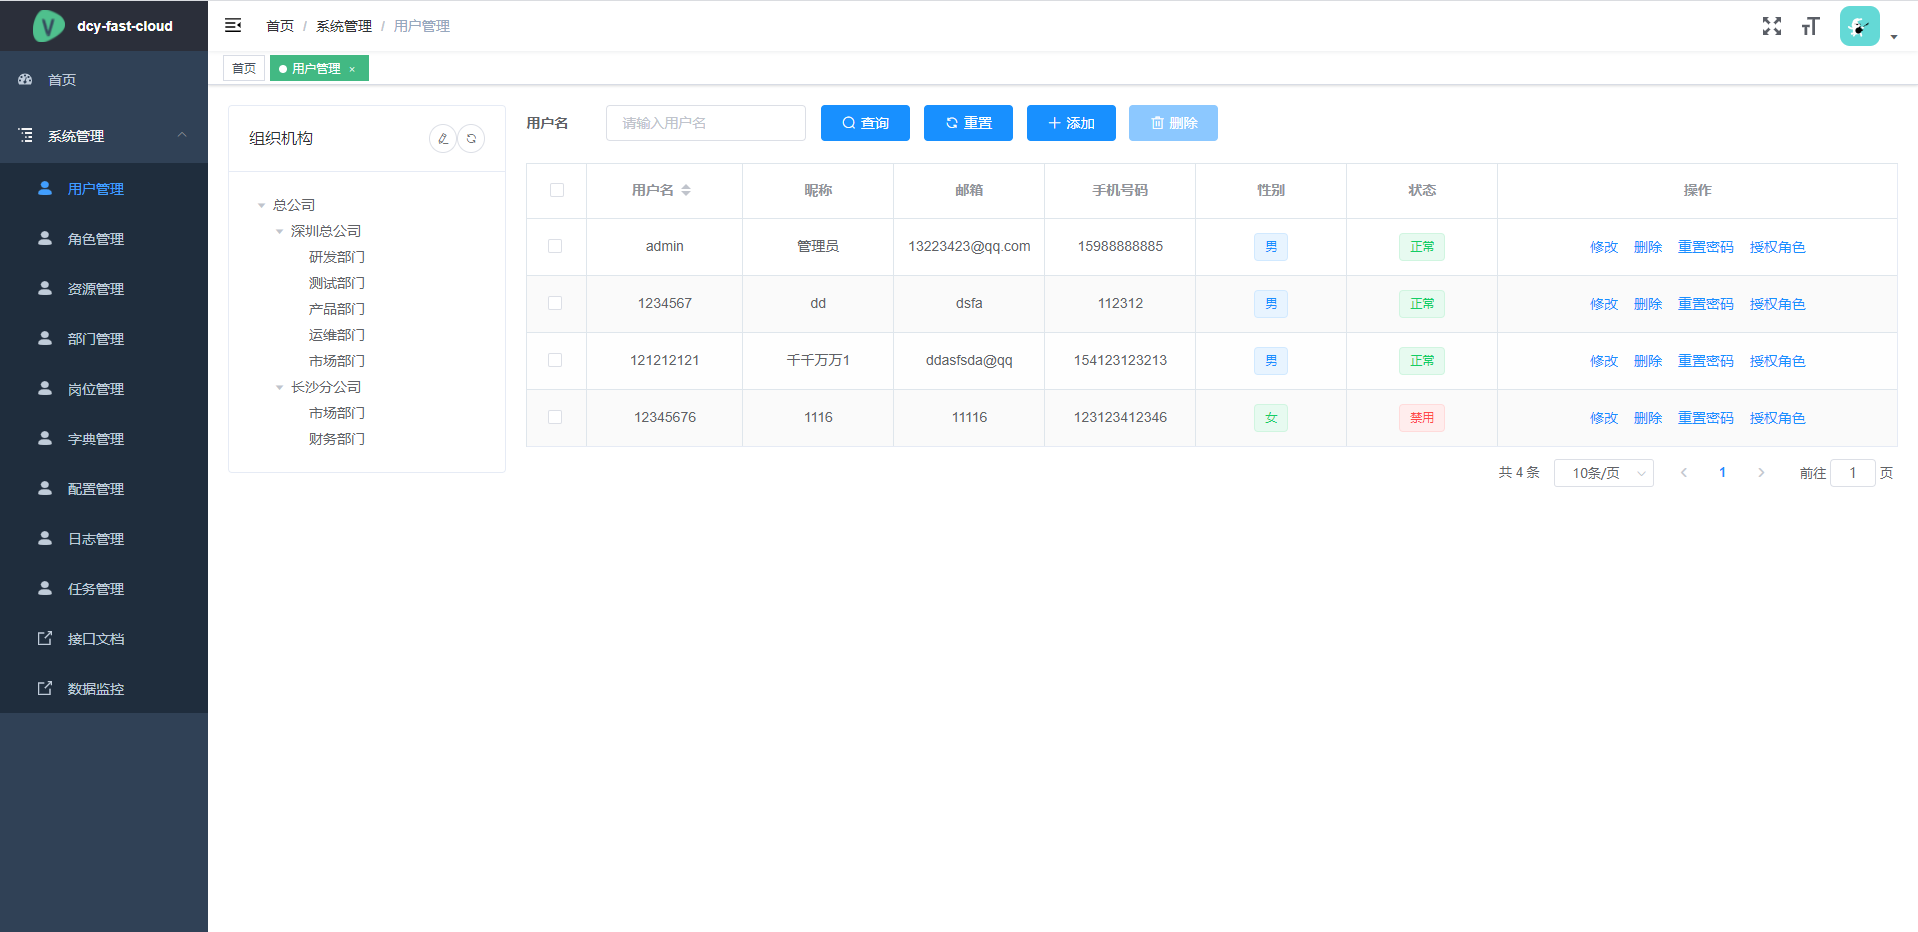 dcy-fast-cloud
首页
系统管理
用户管理
角色管理
资源管理
部门管理
岗位管理
字典管理
配置管理
日志管理
任务管理
接口文档
数据监控
首页 / 系统管理 / 用户管理
首页 用户管理 ×
组织机构
总公司
深圳总公司
研发部门
测试部门
产品部门
运维部门
市场部门
长沙分公司
市场部门
财务部门
用户名 请输入用户名 查询 重置 添加 删除
用户名 昵称 邮箱 手机号码 性别 状态 操作
admin 管理员 13223423@qq.com 15988888885 男 正常 修改 删除 重置密码 授权角色
1234567 dd dsfa 112312 男 正常 修改 删除 重置密码 授权角色
121212121 千千万万1 ddasfsda@qq 154123123213 男 正常 修改 删除 重置密码 授权角色
12345676 1116 11116 123123412346 女 禁用 修改 删除 重置密码 授权角色
共 4 条 10条/页 1 前往 1 页